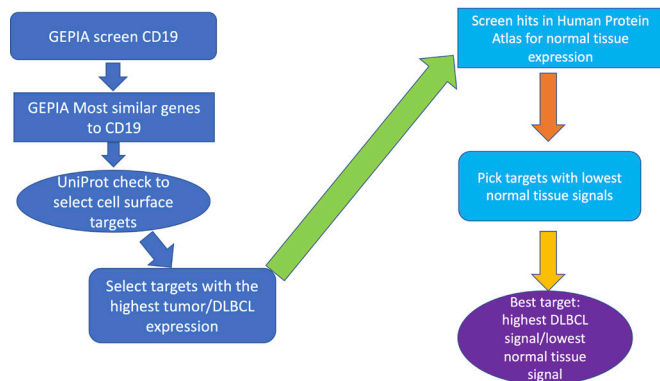 GEPIA screen CD19
GEPIA Most similar genes
to CD19
UniProt check to
select cell surface
targets
Select targets with the
highest tumor/DLBCL
expression
Screen hits in Human Protein
Atlas for normal tissue
expression
Pick targets with lowest
normal tissue signals
Best target:
highest DLBCL
signal/lowest
normal tissue
signal